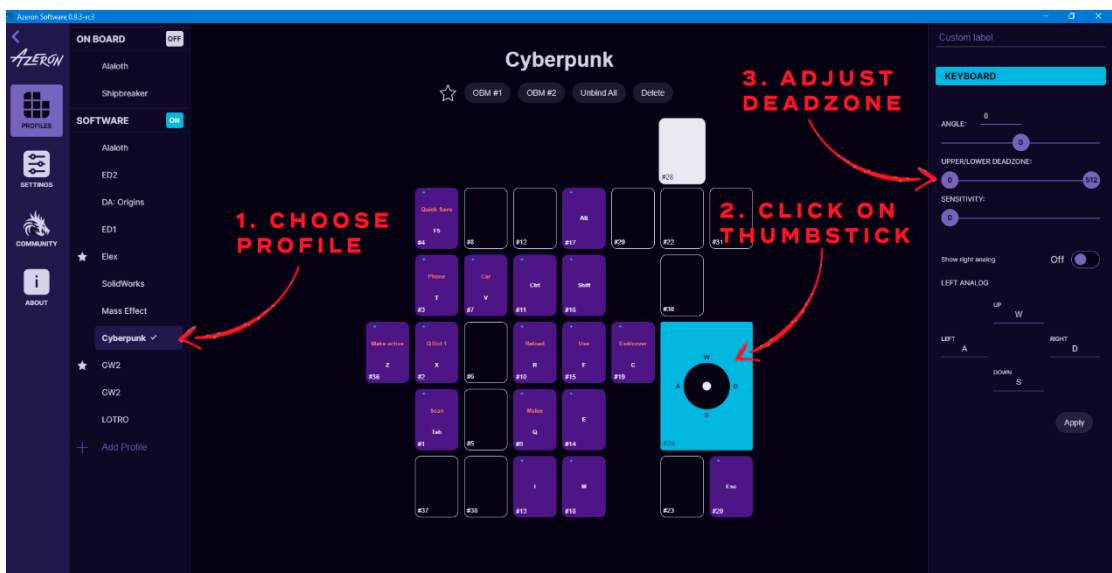 Azeron Software 0.9.3-rc3
AZERON
PROFILES
SETTINGS
COMMUNITY
ABOUT
ON BOARD OFF
Alaloth
Shipbreaker
SOFTWARE ON
Alaloth
ED2
DA: Origins
ED1
Elex
SolidWorks
Mass Effect
Cyberpunk
GW2
GW2
LOTRO
Add Profile
Cyberpunk
OBM #1 OBM #2 Unbind All Delete
1. CHOOSE
PROFILE
2. CLICK ON
THUMBSTICK
3. ADJUST
DEADZONE
#28
Quick Save
F5
Alt
#4 #8 #12 #17 #29 #22 #31
Phone Car
T V Ctrl Shift
#3 #7 #11 #16 #30
Make active Q Slot 1 Reload Use
Z X R F C
#36 #2 #6 #10 #15 #19
W
A D
S
#24
Scan Melee
Tab Q E
#1 #5 #9 #14
I M Esc
#37 #38 #13 #18 #23 #20
Custom label
KEYBOARD
ANGLE: 0
0
UPPER/LOWER DEADZONE:
0 512
SENSITIVITY:
0
Show right analog Off
LEFT ANALOG
UP
W
LEFT RIGHT
A D
DOWN
S
Apply